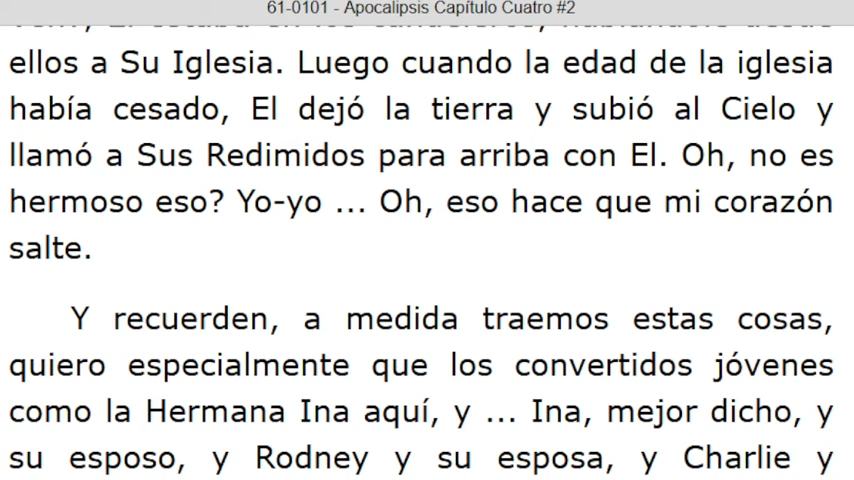 61-0101 - Apocalipsis Capítulo Cuatro #2
ellos a Su Iglesia. Luego cuando la edad de la iglesia
había cesado, El dejó la tierra y subió al Cielo y
llamó a Sus Redimidos para arriba con El. Oh, no es
hermoso eso? Yo-yo ... Oh, eso hace que mi corazón
salte.
Y recuerden, a medida traemos estas cosas,
quiero especialmente que los convertidos jóvenes
como la Hermana Ina aquí, y ... Ina, mejor dicho, y
su esposo, y Rodney y su esposa, y Charlie y